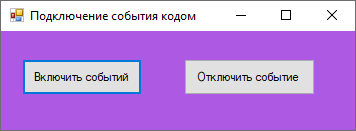 Подключение события кодом
Включить событий
Отключить событие